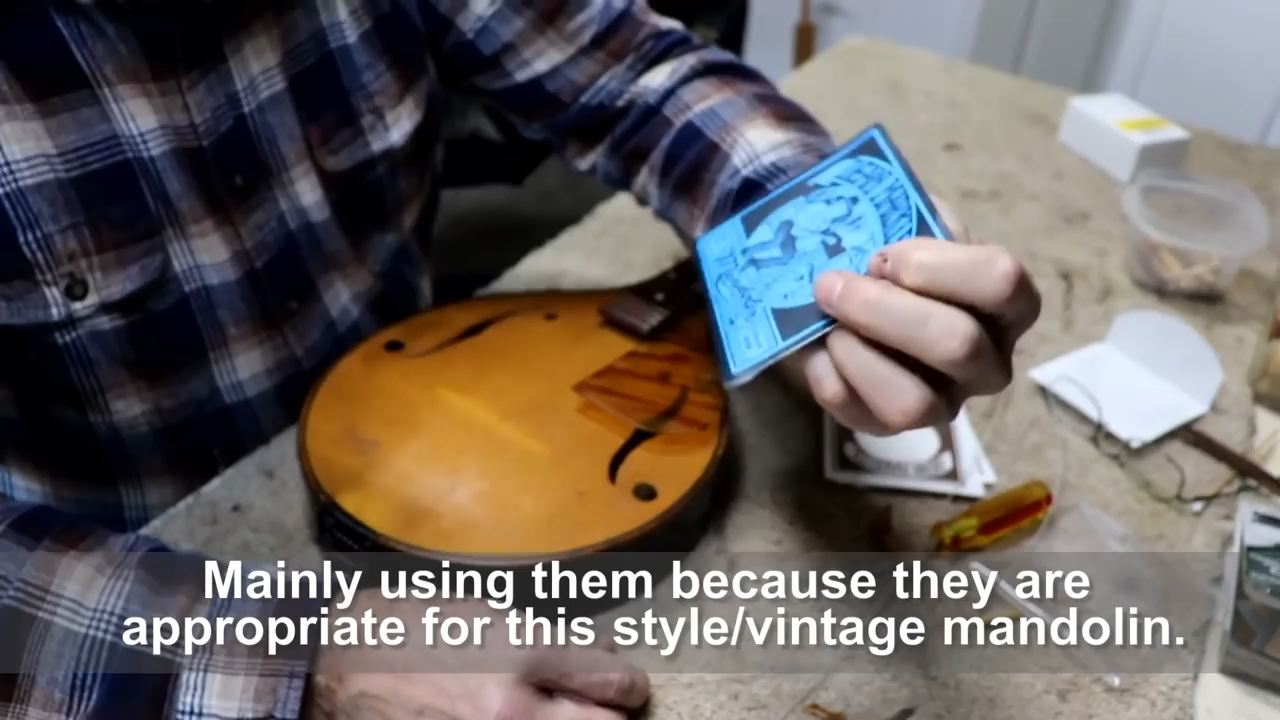 Mainly using them because they are
appropriate for this style/vintage mandolin.